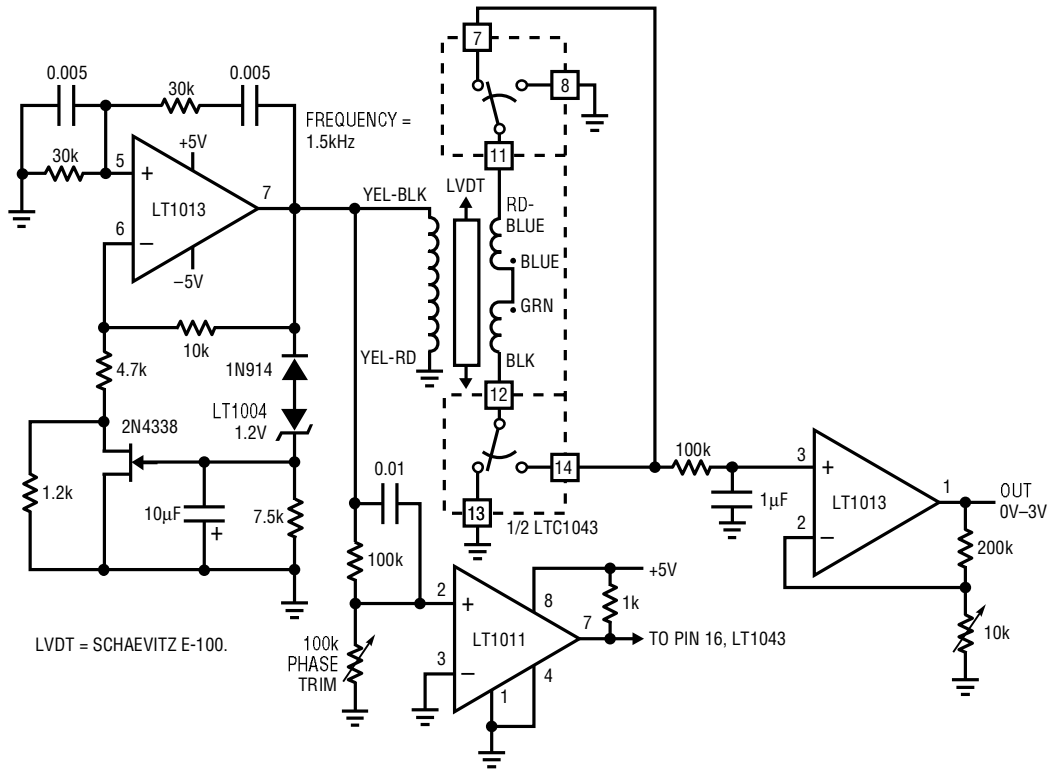 7
8
0.005
30k
0.005
FREQUENCY =
1.5kHz
30k
5
+
+5V
LT1013
7
6
–
–5V
11
YEL-BLK
LVDT
RD-
BLUE
BLUE
GRN
YEL-RD
BLK
10k
4.7k
1N914
LT1004
1.2V
2N4338
12
14
13
1/2 LTC1043
0.01
1.2k
10µF
+
7.5k
100k
100k
1µF
3
+
LT1013
1
2
–
OUT
0V–3V
200k
10k
2
+
8
+5V
1k
7
LT1011
TO PIN 16, LT1043
3
–
4
1
100k
PHASE
TRIM
LVDT = SCHAEVITZ E-100.